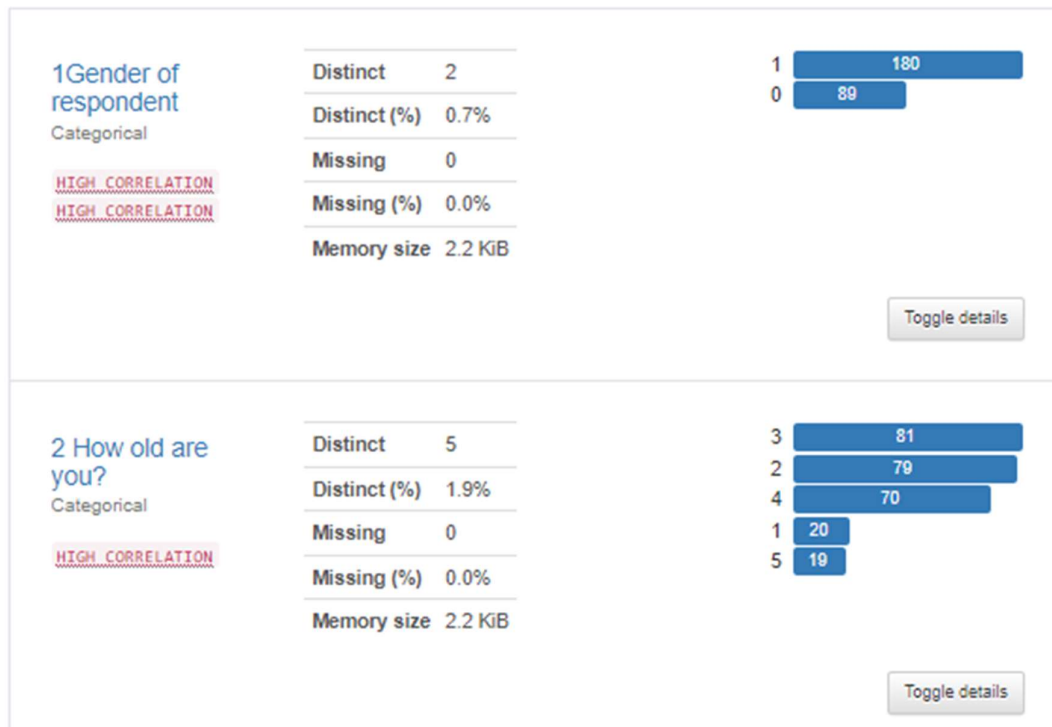 1Gender of
respondent
Categorical
HIGH CORRELATION
HIGH CORRELATION
Distinct 2
Distinct (%) 0.7%
Missing 0
Missing (%) 0.0%
Memory size 2.2 KiB
1 180
0 89
Toggle details
2 How old are
you?
Categorical
HIGH CORRELATION
Distinct 5
Distinct (%) 1.9%
Missing 0
Missing (%) 0.0%
Memory size 2.2 KiB
3 81
2 79
4 70
1 20
5 19
Toggle details